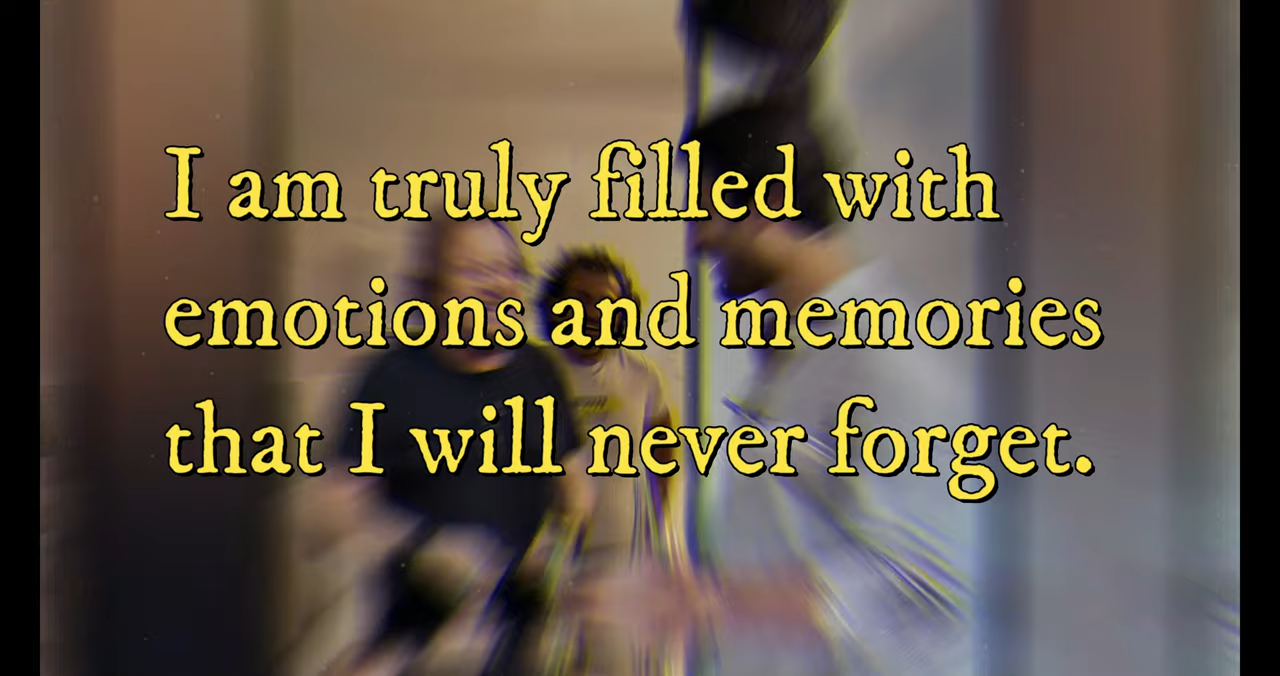 I am truly filled with
emotions and memories
that I will never forget.